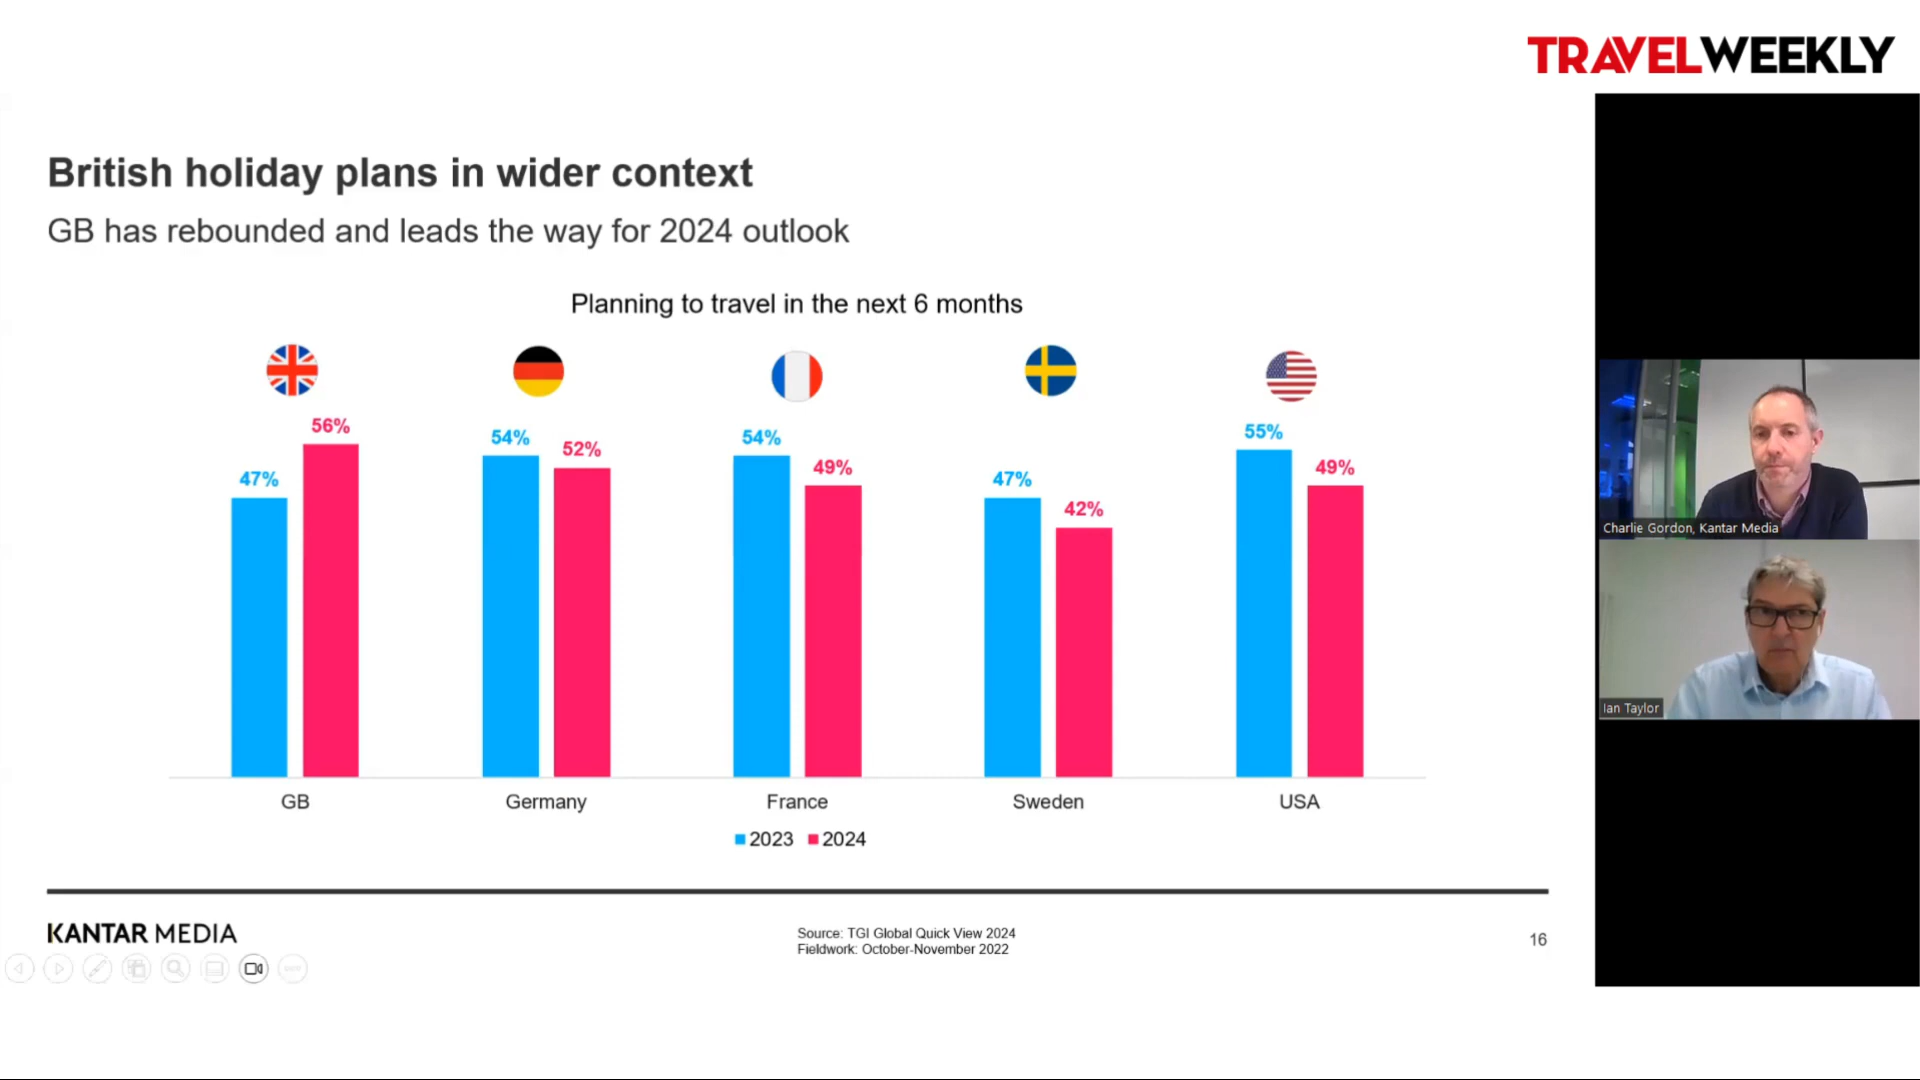 TRAVELWEEKLY
British holiday plans in wider context
GB has rebounded and leads the way for 2024 outlook
Planning to travel in the next 6 months
47% 56% 54% 52% 54% 49% 47% 42% 55% 49%
GB Germany France Sweden USA
2023 2024
KANTAR MEDIA
Source: TGI Global Quick View 2024
Fieldwork: October-November 2022
16
Charlie Gordon, Kantar Media
Ian Taylor